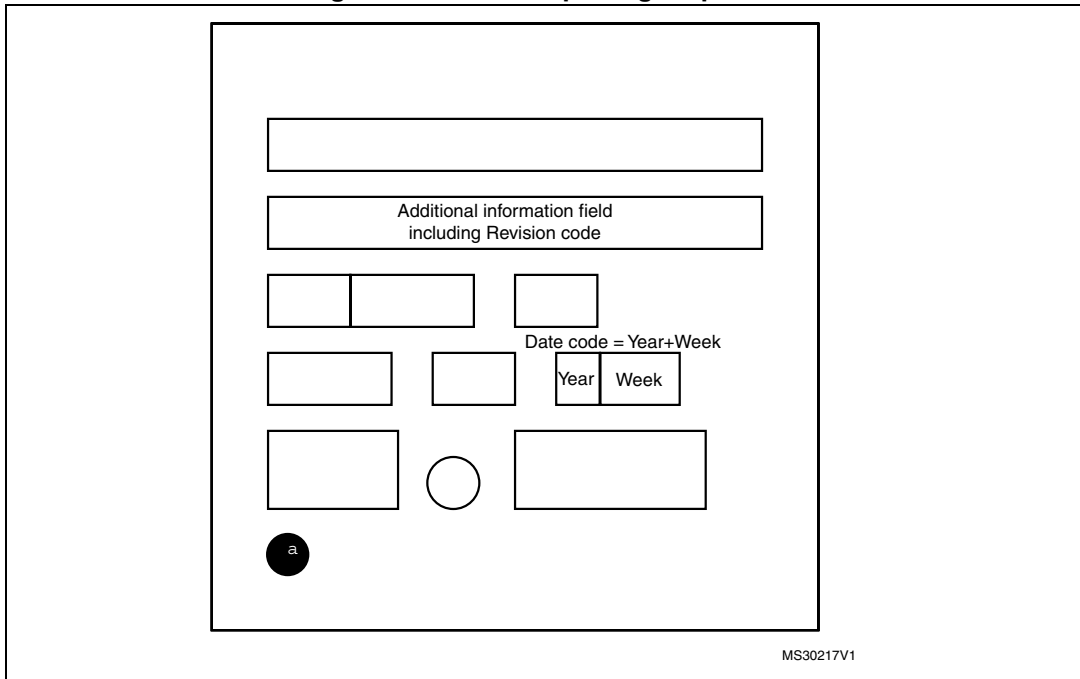 Additional information field
including Revision code
Date code = Year+Week
Year Week
a
MS30217V1